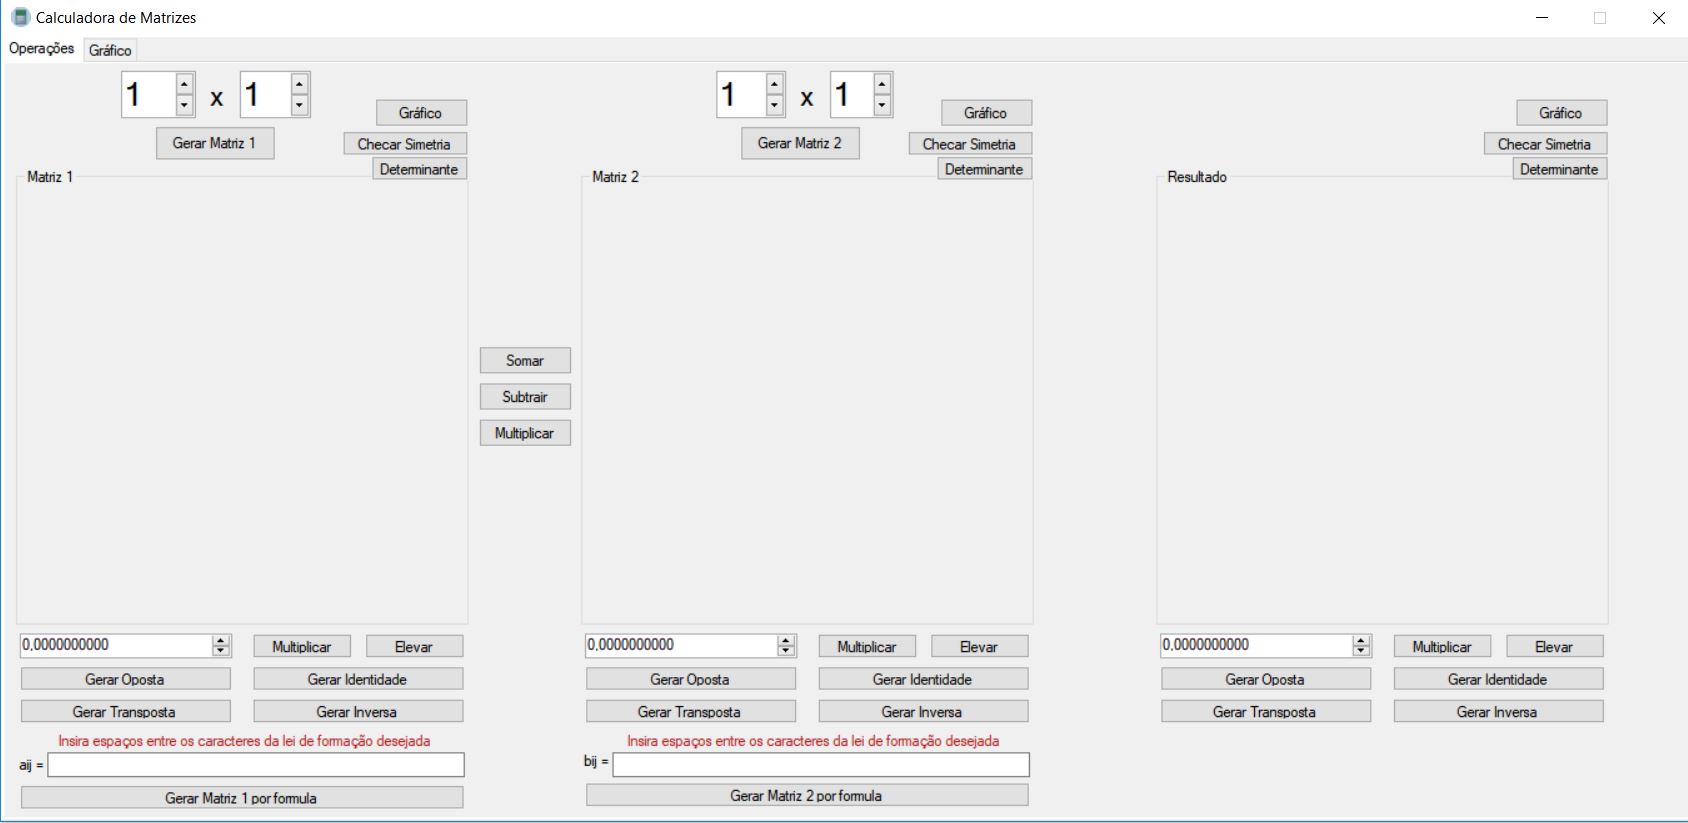 Calculadora de Matrizes
Operações Gráfico
1 x 1
Gráfico
Gerar Matriz 1
Checar Simetria
Determinante
Matriz 1
1 x 1
Gráfico
Gerar Matriz 2
Checar Simetria
Determinante
Matriz 2
Gráfico
Checar Simetria
Determinante
Resultado
Somar
Subtrair
Multiplicar
0,0000000000 Multiplicar Elevar
Gerar Oposta Gerar Identidade
Gerar Transposta Gerar Inversa
Insira espaços entre os caracteres da lei de formação desejada
aij =
Gerar Matriz 1 por formula
0,0000000000 Multiplicar Elevar
Gerar Oposta Gerar Identidade
Gerar Transposta Gerar Inversa
Insira espaços entre os caracteres da lei de formação desejada
bij =
Gerar Matriz 2 por formula
0,0000000000 Multiplicar Elevar
Gerar Oposta Gerar Identidade
Gerar Transposta Gerar Inversa